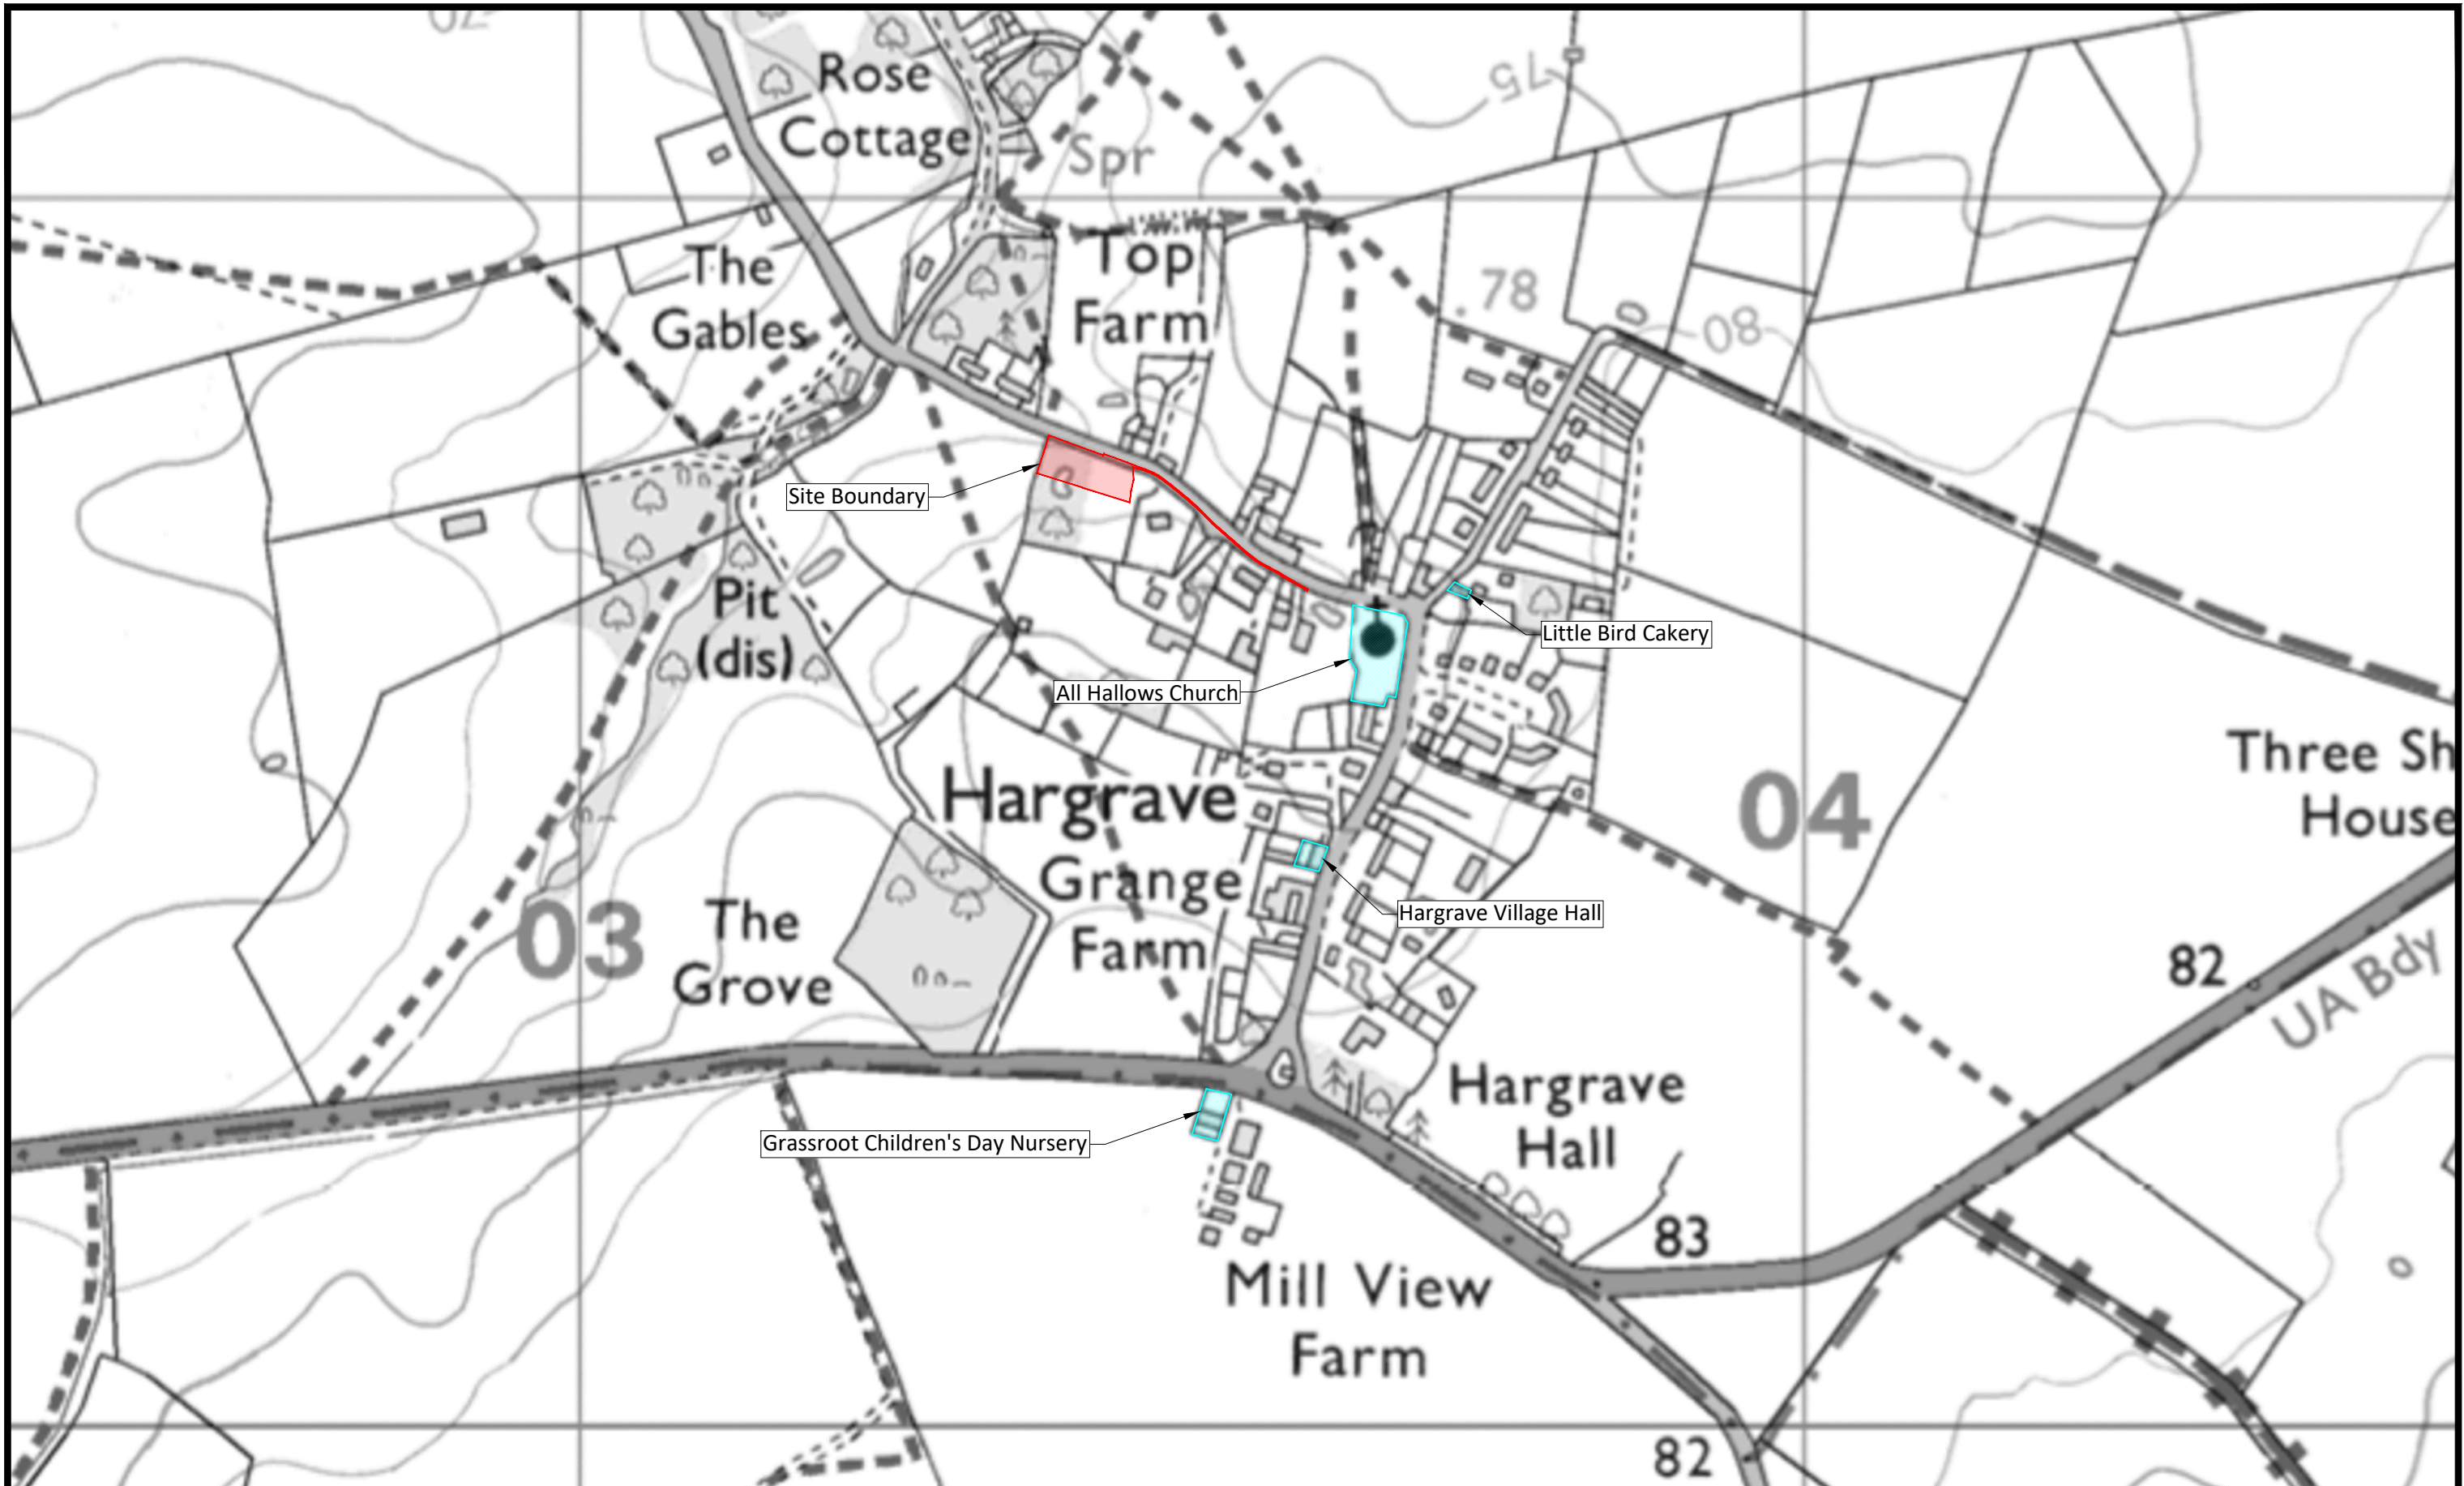 70
Rose
Cottage
Spr
75
The
Gables
Top
Farm
. 78
80
Site Boundary
Pit
(dis)
Little Bird Cakery
All Hallows Church
Hargrave
Grange
Farm
04
Three Sh
House
Hargrave Village Hall
The
Grove
03
82
UA Bdy
Hargrave
Hall
Grassroot Children's Day Nursery
83
Mill View
Farm
82